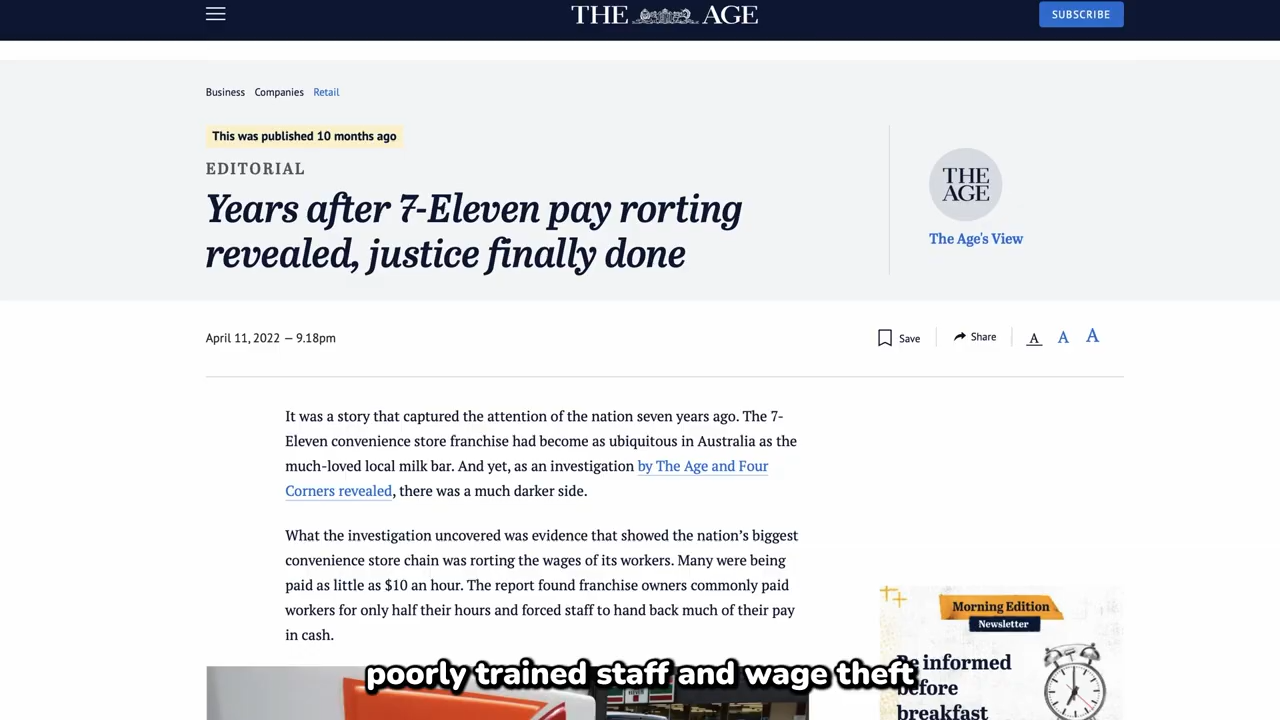 THE AGE
SUBSCRIBE
Business Companies Retail
This was published 10 months ago
EDITORIAL
Years after 7-Eleven pay rorting
revealed, justice finally done
THE
AGE
The Age's View
April 11, 2022 — 9.18pm
Save
Share
A A A
It was a story that captured the attention of the nation seven years ago. The 7-
Eleven convenience store franchise had become as ubiquitous in Australia as the
much-loved local milk bar. And yet, as an investigation by The Age and Four
Corners revealed, there was a much darker side.
What the investigation uncovered was evidence that showed the nation's biggest
convenience store chain was rorting the wages of its workers. Many were being
paid as little as $10 an hour. The report found franchise owners commonly paid
workers for only half their hours and forced staff to hand back much of their pay
in cash.
Morning Edition
Newsletter
Be informed
before
breakfast
poorly trained staff and wage theft